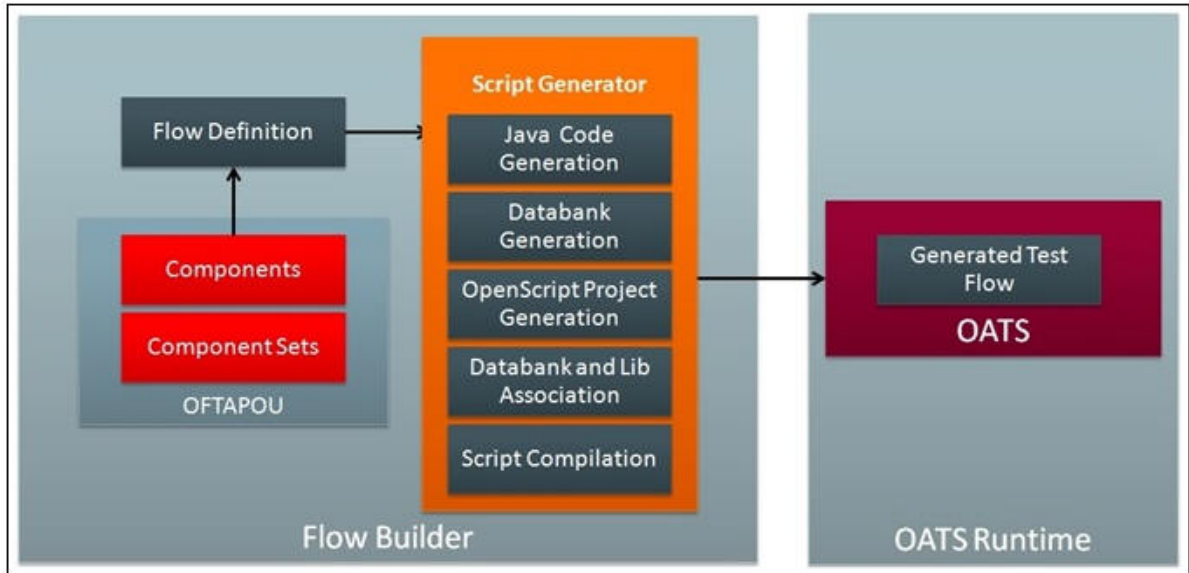 Flow Definition
Components
Component Sets
OFTAPOU
Script Generator
Java Code
Generation
Databank
Generation
OpenScript Project
Generation
Databank and Lib
Association
Script Compilation
Flow Builder
Generated Test
Flow
OATS
OATS Runtime